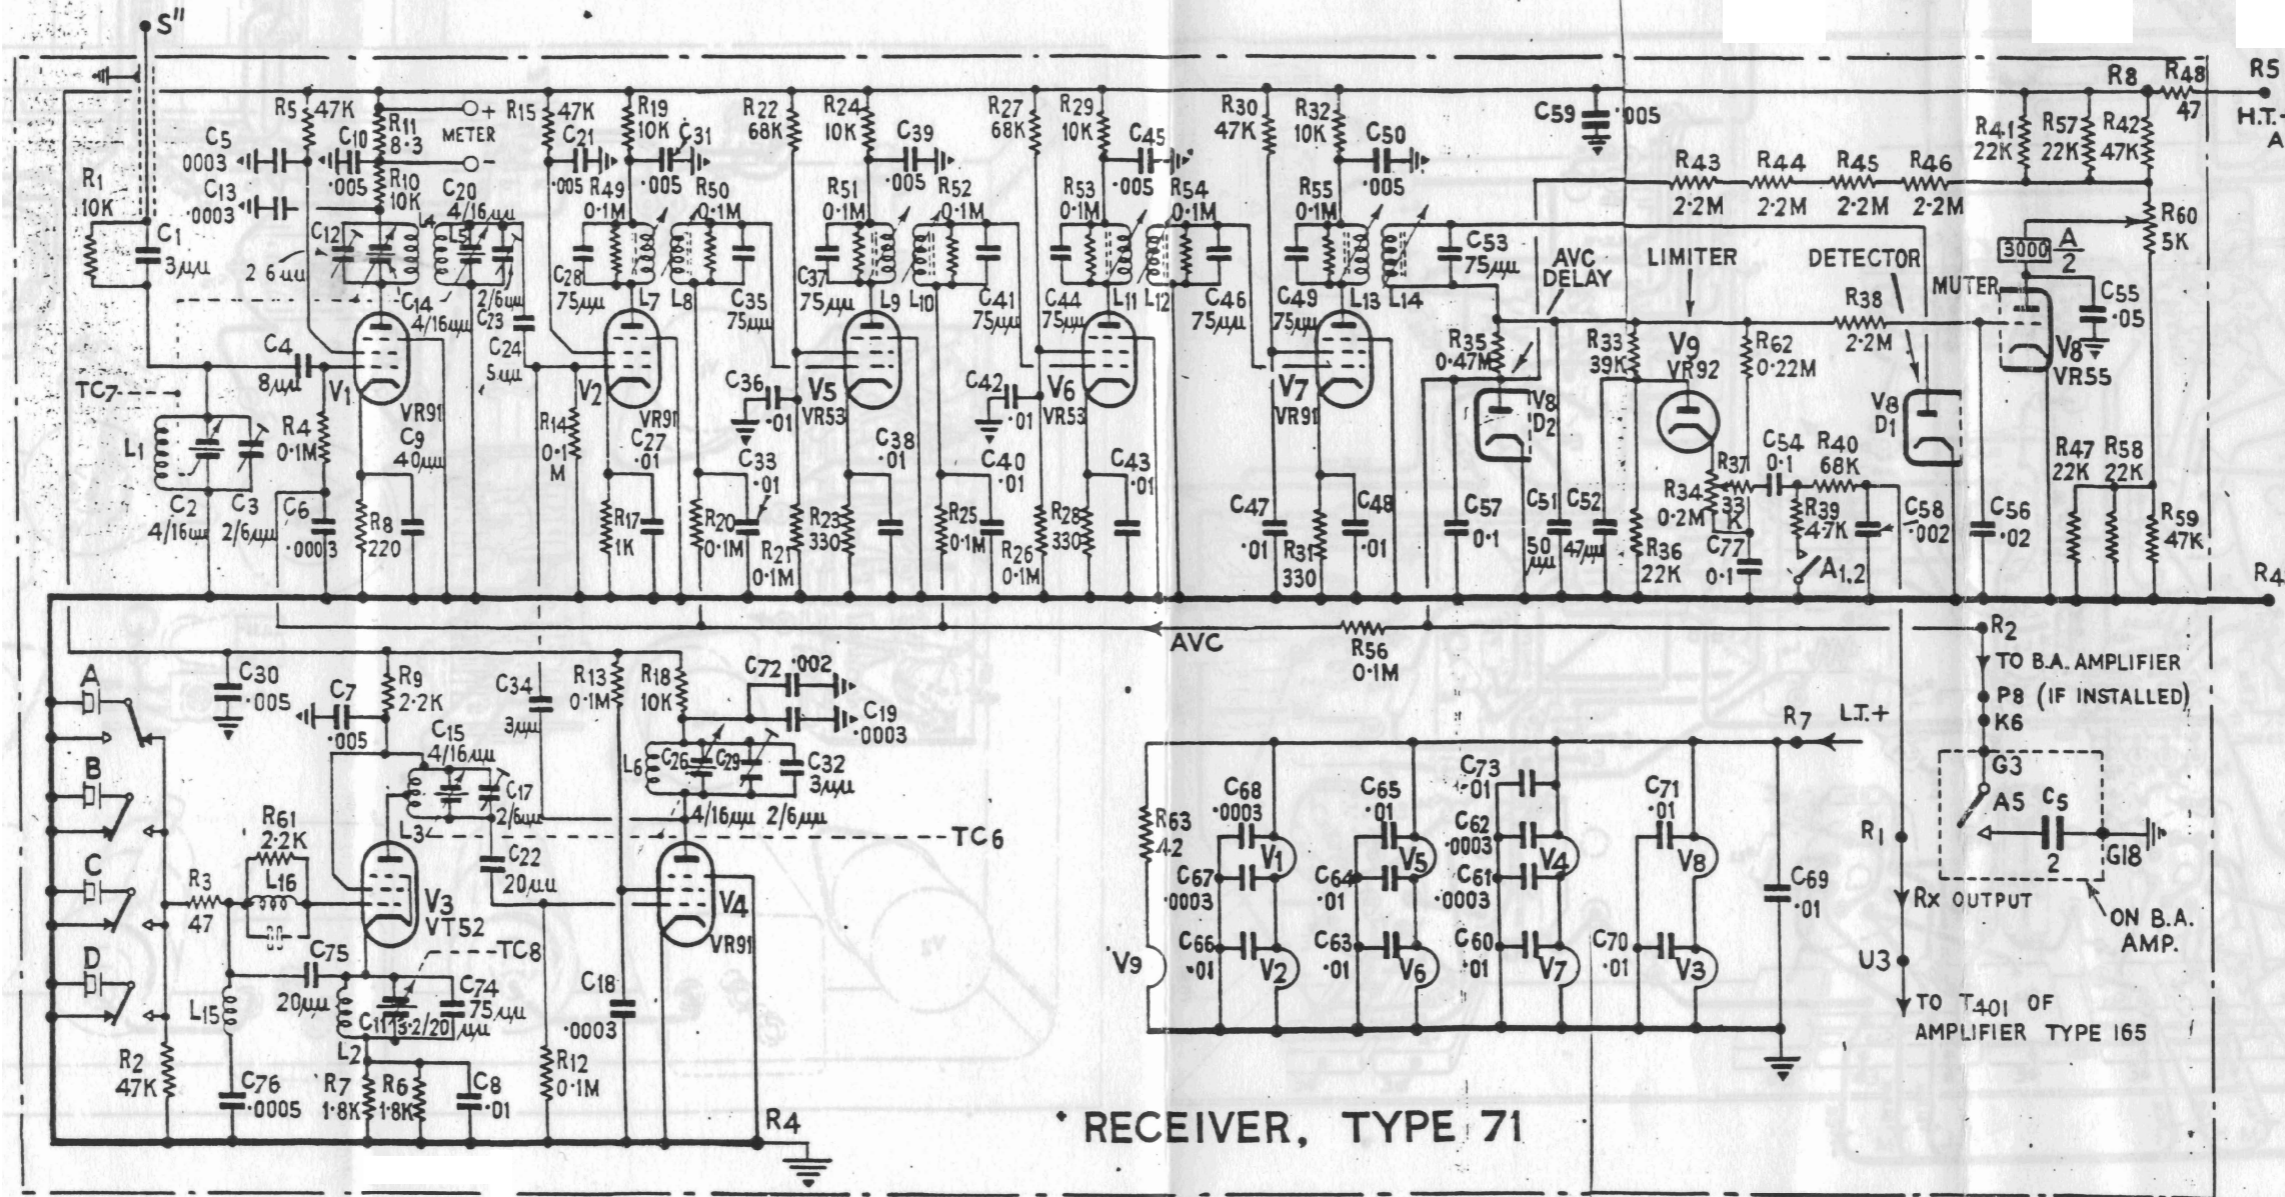 S"
R5 47K
R11 8·3
METER + −
R15 47K
R19 10K
R22 68K
R24 10K
R27 68K
R29 10K
R30 47K
R32 10K
C59 ·005
R8
R48 47
R5
H.T.
A
C5 0003
C10 ·005
C21 ·005
C31 ·005
C39 ·005
C45 ·005
C50 ·005
R41 22K
R57 22K
R42 47K
R1 10K
C13 ·0003
R10 10K
C20 4/16μμ
R49 0·1M
R50 0·1M
R51 0·1M
R52 0·1M
R53 0·1M
R54 0·1M
R55 0·1M
R43 2·2M
R44 2·2M
R45 2·2M
R46 2·2M
C1 3μμ
C12 2 6μμ
L4
L5
C14 4/16μμ
2/6μμ C23
C28 75μμ
L7
L8
C35 75μμ
C37 75μμ
L9
L10
C41 75μμ
C44 75μμ
L11
L12
C46 75μμ
C49 75μμ
L13
L14
C53 75μμ
AVC DELAY
LIMITER
DETECTOR
MUTER
3000
A/2
R60 5K
C55 ·05
TC7
C4 8μμ
V1 VR91
C24 5μμ
V2 VR91
C36 ·01
V5 VR53
C42 ·01
V6 VR53
V7 VR91
R35 0·47M
R33 39K
V9 VR92
R62 0·22M
R38 2·2M
V8 VR55
L1
R4 0·1M
C9 40μμ
R14 0·1 M
C27 ·01
C33 ·01
C38 ·01
C40 ·01
C43 ·01
V8 D2
V8 D1
R37 33 K
C54 0·1
R40 68K
R47 22K
R58 22K
C2 4/16μμ
C3 2/6μμ
C6 ·0003
R8 220
R17 1K
R20 0·1M
R21 0·1M
R23 330
R25 0·1M
R26 0·1M
R28 330
C47 ·01
R31 330
C48 ·01
C57 0·1
C51 50 μμ
C52 47μμ
R36 22K
R34 0·2M
C77 0·1
R39 4·7K
A1,2
C58 ·002
C56 ·02
R59 47K
R4
AVC
R56 0·1M
R2
TO B.A. AMPLIFIER
P8 (IF INSTALLED)
K6
A
B
C
D
C30 ·005
C7 ·005
R9 2·2K
C34 3μμ
R13 0·1M
R18 10K
C72 ·002
C19 ·0003
C15 4/16μμ
C17 2/6μμ
L3
L6
C26
C29
C32 3μμ
4/16μμ 2/6μμ
TC6
R61 2·2K
L16
R3 47
V3 VT52
C22 20μμ
V4 VR91
TC8
C75 20μμ
L15
C11 3·2/20
C74 75 μμ
C18 ·0003
R2 47K
C76 ·0005
L2
R7 1·8K
R6 1·8K
C8 ·01
R12 0·1M
R4
R7 L.T.+
R63 42
C68 ·0003
C65 ·01
C73 ·01
C71 ·01
C62 ·0003
V1
V5
V4
V8
C67 ·0003
C64 ·01
C61 ·0003
C69 ·01
V9
C66 ·01
C63 ·01
C60 ·01
C70 ·01
V2
V6
V7
V3
G3
A5
C5 2
G18
R1
RX OUTPUT
ON B.A. AMP.
U3
TO T401 OF
AMPLIFIER TYPE 165
RECEIVER, TYPE 71